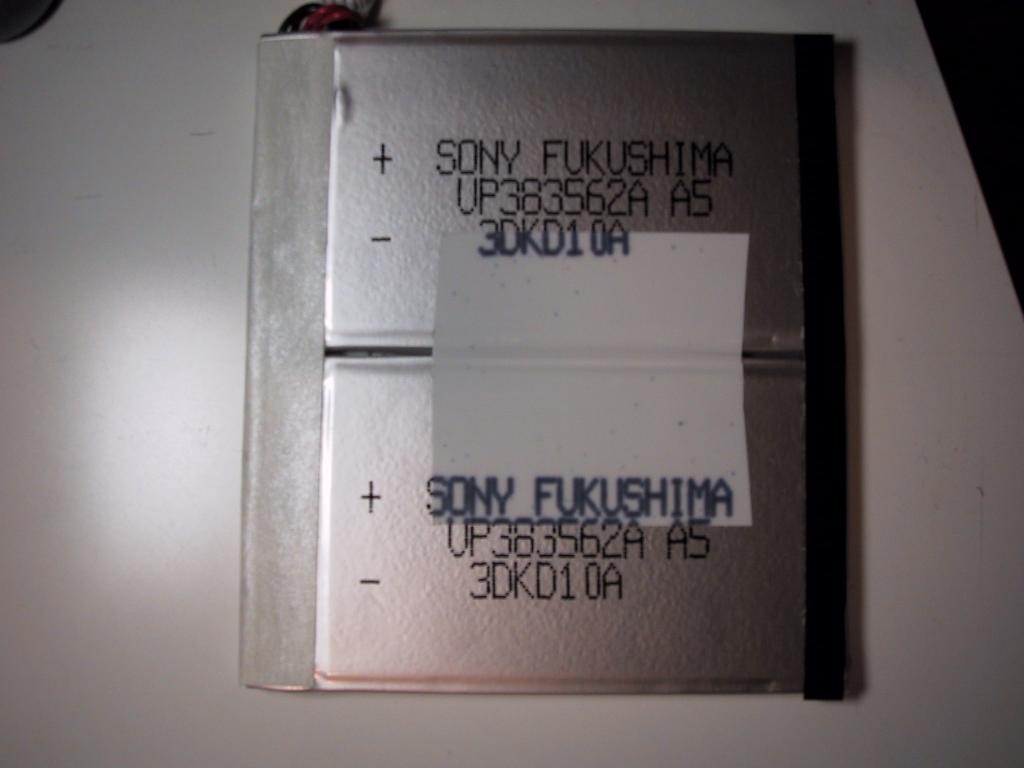 + SONY FUKUSHIMA
UP383562A A5
- 3DKD10A
+ SONY FUKUSHIMA
UP383562A A5
- 3DKD10A